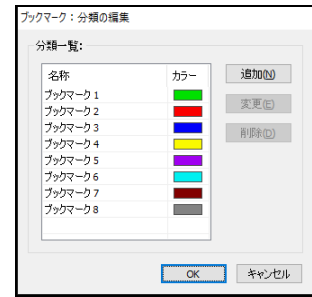 ブックマーク：分類の編集
分類一覧:
名称 カラー
ブックマーク 1
ブックマーク 2
ブックマーク 3
ブックマーク 4
ブックマーク 5
ブックマーク 6
ブックマーク 7
ブックマーク 8
追加(N)
変更(E)
削除(D)
OK キャンセル